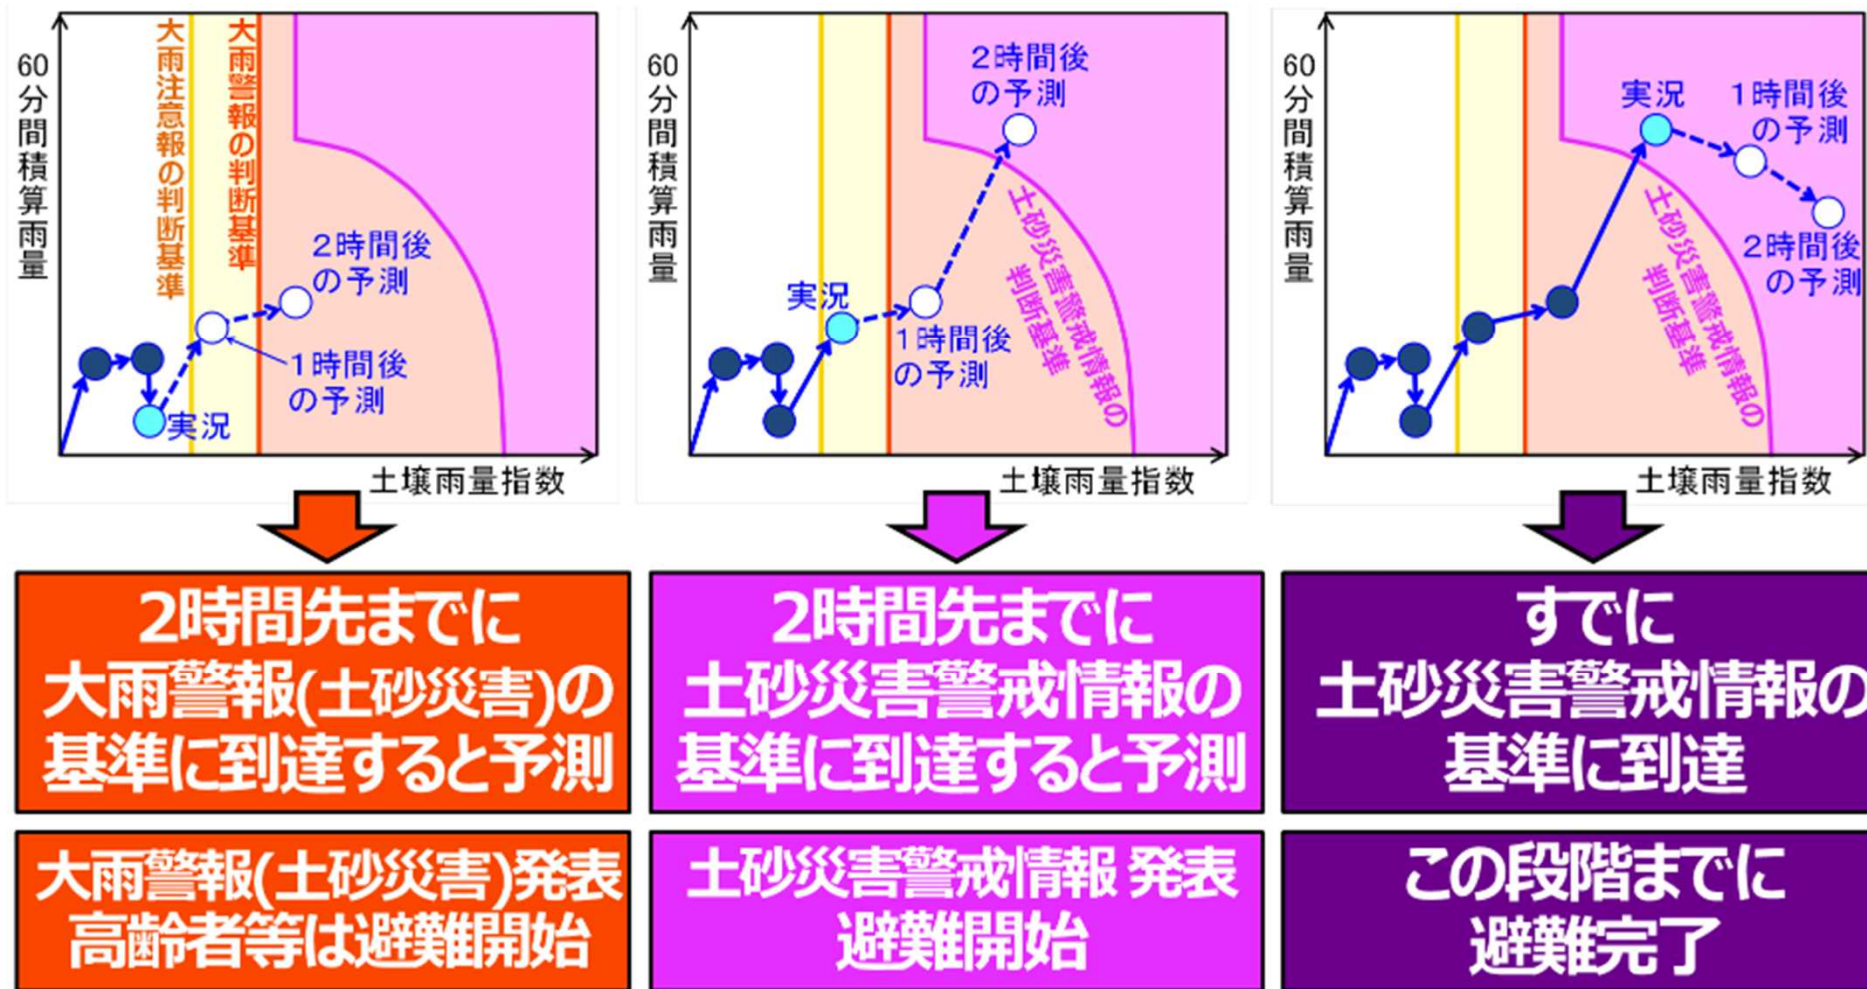 60分間積算雨量
大雨注意報の判断基準
大雨警報の判断基準
2時間後
の予測
1時間後
の予測
実況
土壌雨量指数
60分間積算雨量
2時間後
の予測
実況
1時間後
の予測
土砂災害警戒情報の
判断基準
土壌雨量指数
60分間積算雨量
実況
1時間後
の予測
2時間後
の予測
土砂災害警戒情報の
判断基準
土壌雨量指数
2時間先までに
大雨警報(土砂災害)の
基準に到達すると予測
2時間先までに
土砂災害警戒情報の
基準に到達すると予測
すでに
土砂災害警戒情報の
基準に到達
大雨警報(土砂災害)発表
高齢者等は避難開始
土砂災害警戒情報 発表
避難開始
この段階までに
避難完了